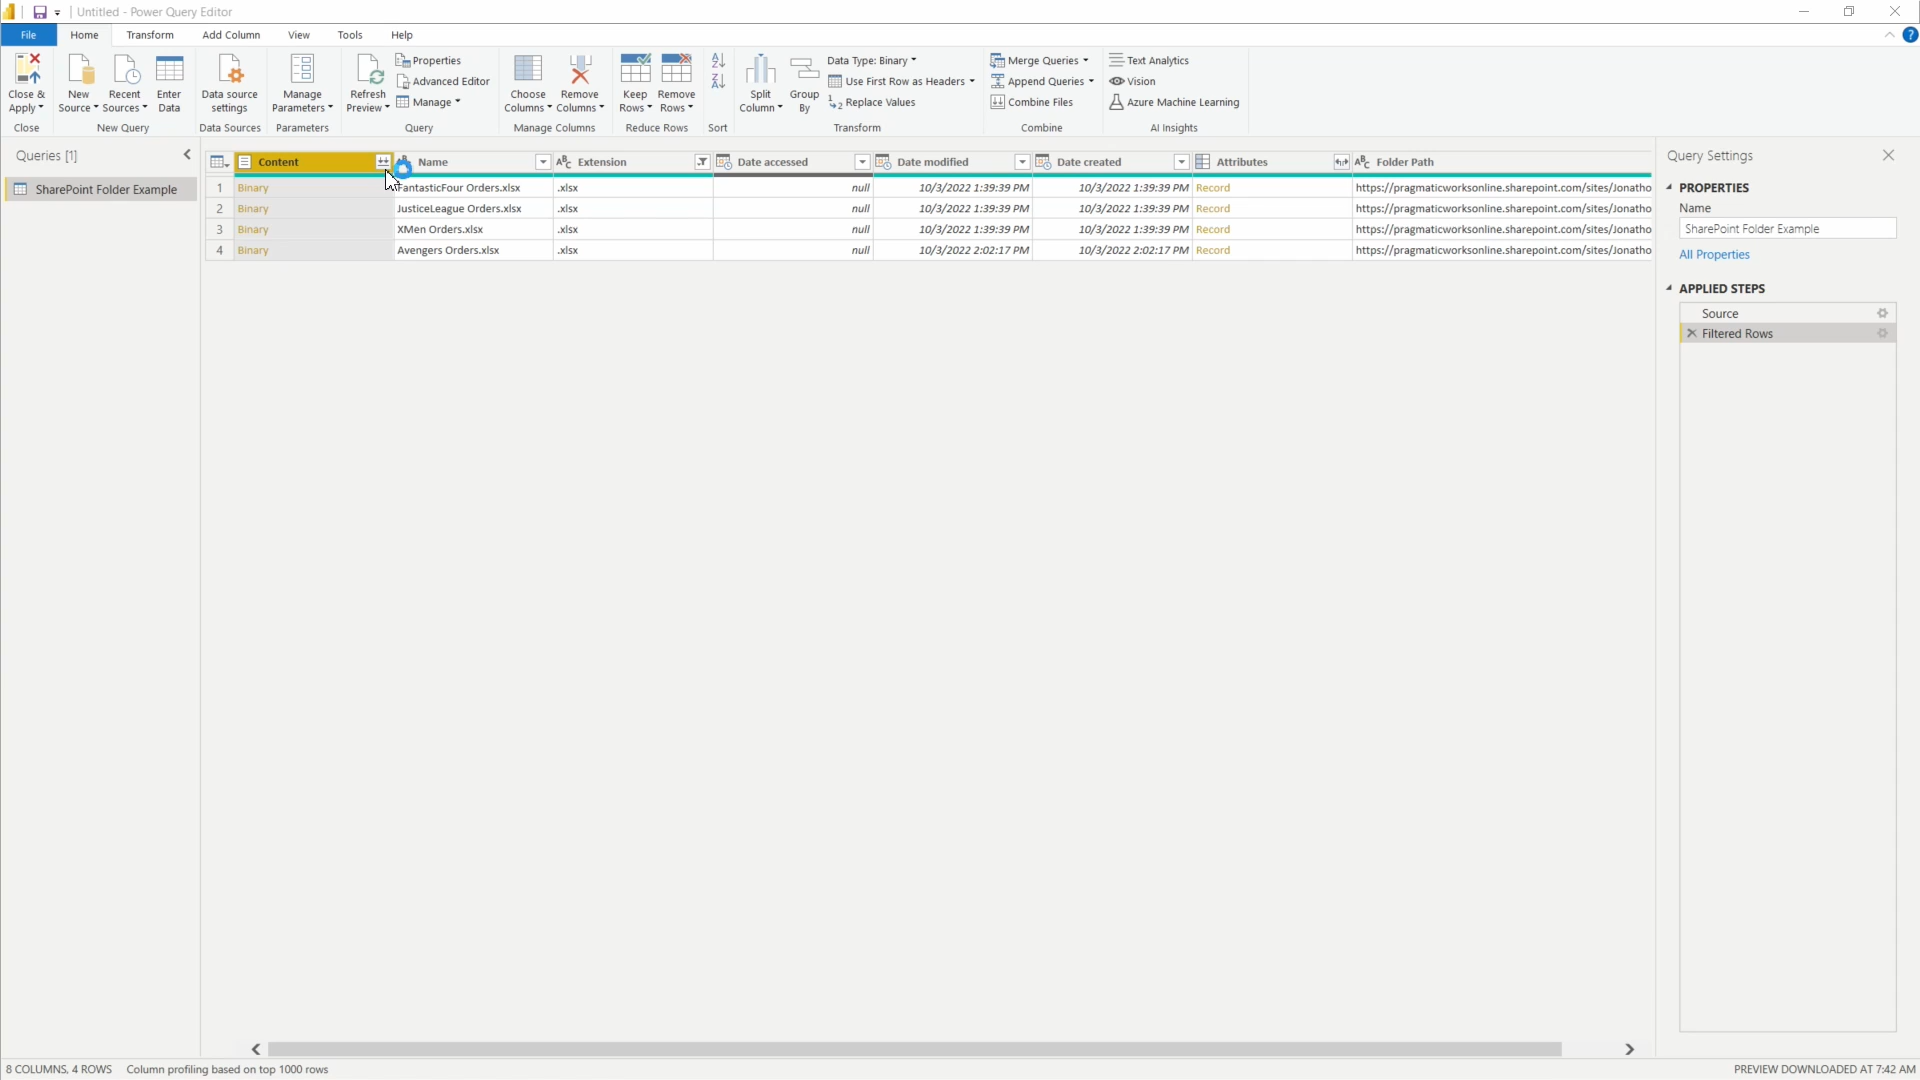 Untitled - Power Query Editor
File Home Transform Add Column View Tools Help ?
Close & Apply
New Source
Recent Sources
Enter Data
Data source settings
Manage Parameters
Refresh Preview
Properties
Advanced Editor
Manage
Choose Columns
Remove Columns
Keep Rows
Remove Rows
Split Column
Group By
Data Type: Binary
Use First Row as Headers
Replace Values
Merge Queries
Append Queries
Combine Files
Text Analytics
Vision
Azure Machine Learning
Close New Query Data Sources Parameters Query Manage Columns Reduce Rows Sort Transform Combine AI Insights
Queries [1]
SharePoint Folder Example
Content Name Extension Date accessed Date modified Date created Attributes Folder Path
1 Binary FantasticFour Orders.xlsx .xlsx null 10/3/2022 1:39:39 PM 10/3/2022 1:39:39 PM Record https://pragmaticworksonline.sharepoint.com/sites/Jonatho
2 Binary JusticeLeague Orders.xlsx .xlsx null 10/3/2022 1:39:39 PM 10/3/2022 1:39:39 PM Record https://pragmaticworksonline.sharepoint.com/sites/Jonatho
3 Binary XMen Orders.xlsx .xlsx null 10/3/2022 1:39:39 PM 10/3/2022 1:39:39 PM Record https://pragmaticworksonline.sharepoint.com/sites/Jonatho
4 Binary Avengers Orders.xlsx .xlsx null 10/3/2022 2:02:17 PM 10/3/2022 2:02:17 PM Record https://pragmaticworksonline.sharepoint.com/sites/Jonatho
Query Settings
PROPERTIES
Name
SharePoint Folder Example
All Properties
APPLIED STEPS
Source
Filtered Rows
8 COLUMNS, 4 ROWS Column profiling based on top 1000 rows
PREVIEW DOWNLOADED AT 7:42 AM